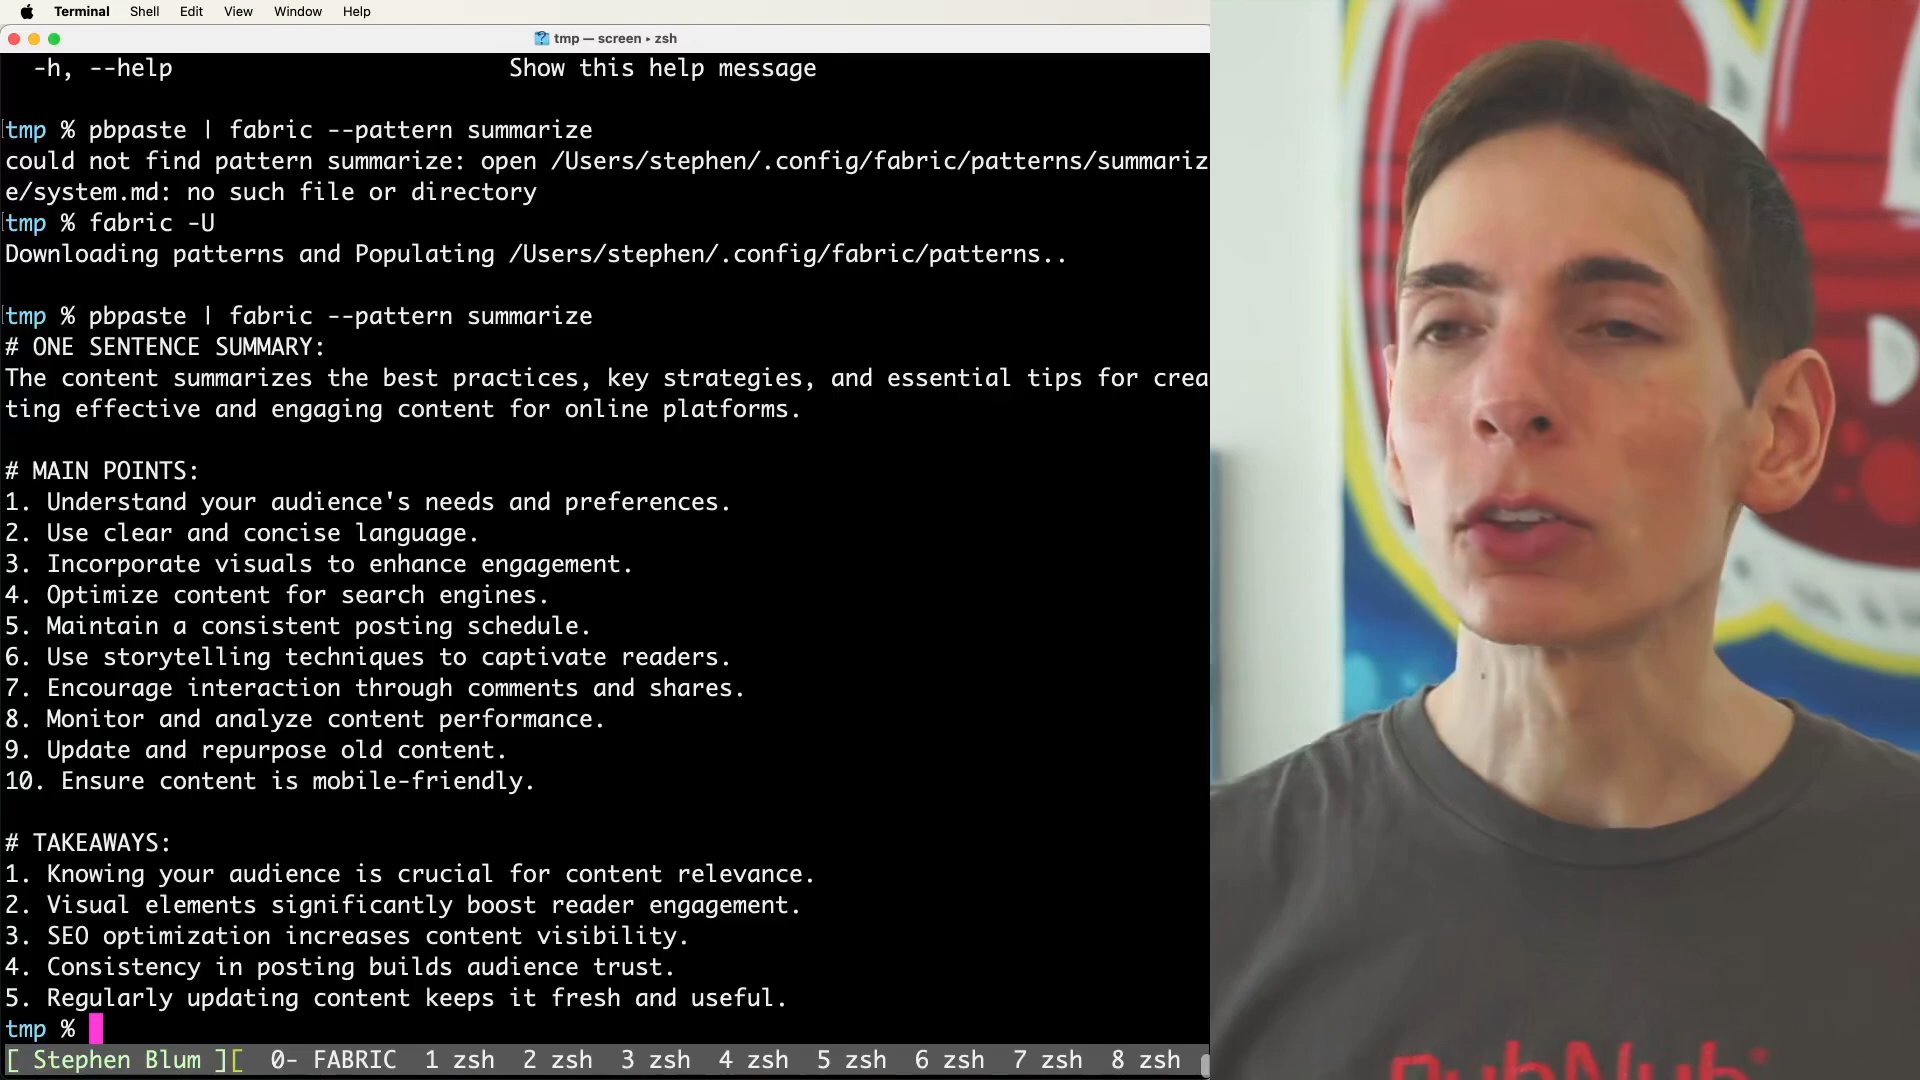 Terminal Shell Edit View Window Help
tmp — screen ▸ zsh
-h, --help Show this help message
tmp % pbpaste | fabric --pattern summarize
could not find pattern summarize: open /Users/stephen/.config/fabric/patterns/summariz
e/system.md: no such file or directory
tmp % fabric -U
Downloading patterns and Populating /Users/stephen/.config/fabric/patterns..
tmp % pbpaste | fabric --pattern summarize
# ONE SENTENCE SUMMARY:
The content summarizes the best practices, key strategies, and essential tips for crea
ting effective and engaging content for online platforms.
# MAIN POINTS:
1. Understand your audience's needs and preferences.
2. Use clear and concise language.
3. Incorporate visuals to enhance engagement.
4. Optimize content for search engines.
5. Maintain a consistent posting schedule.
6. Use storytelling techniques to captivate readers.
7. Encourage interaction through comments and shares.
8. Monitor and analyze content performance.
9. Update and repurpose old content.
10. Ensure content is mobile-friendly.
# TAKEAWAYS:
1. Knowing your audience is crucial for content relevance.
2. Visual elements significantly boost reader engagement.
3. SEO optimization increases content visibility.
4. Consistency in posting builds audience trust.
5. Regularly updating content keeps it fresh and useful.
tmp %
[ Stephen Blum ][ 0- FABRIC 1 zsh 2 zsh 3 zsh 4 zsh 5 zsh 6 zsh 7 zsh 8 zsh
PubNub